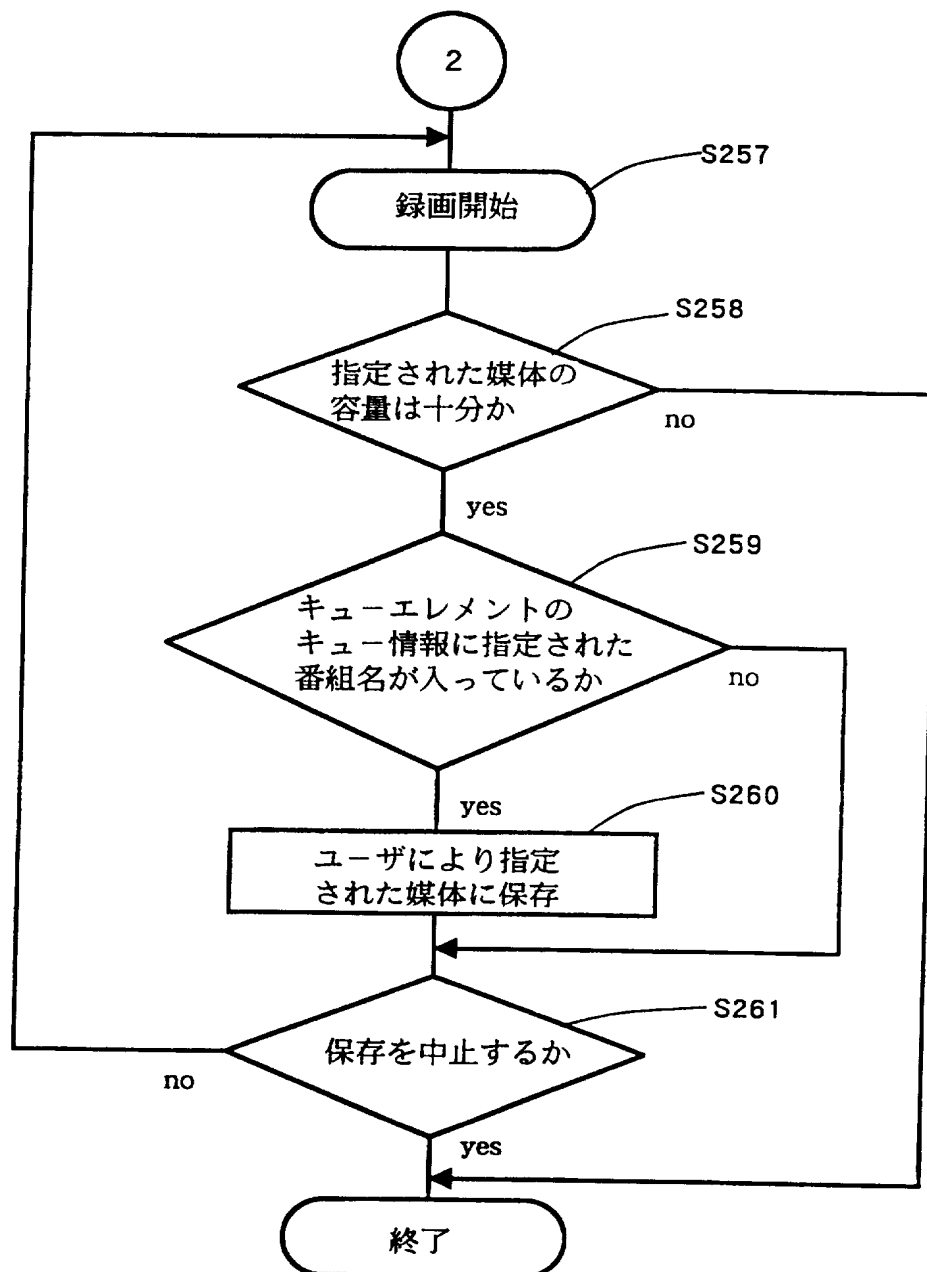 2
S257
録画開始
S258
指定された媒体の
容量は十分か
no
yes
S259
キューエレメントの
キュー情報に指定された
番組名が入っているか
no
yes
S260
ユーザにより指定
された媒体に保存
S261
保存を中止するか
no
yes
終了